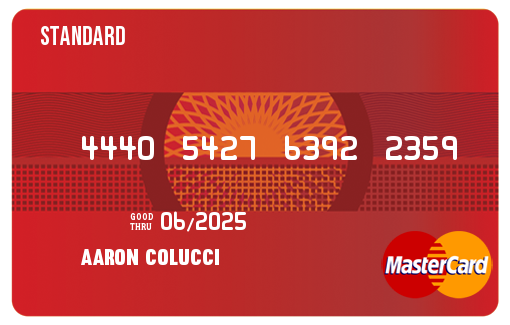 STANDARD
4440 5427 6392 2359
GOOD THRU 06/2025
AARON COLUCCI
MasterCard